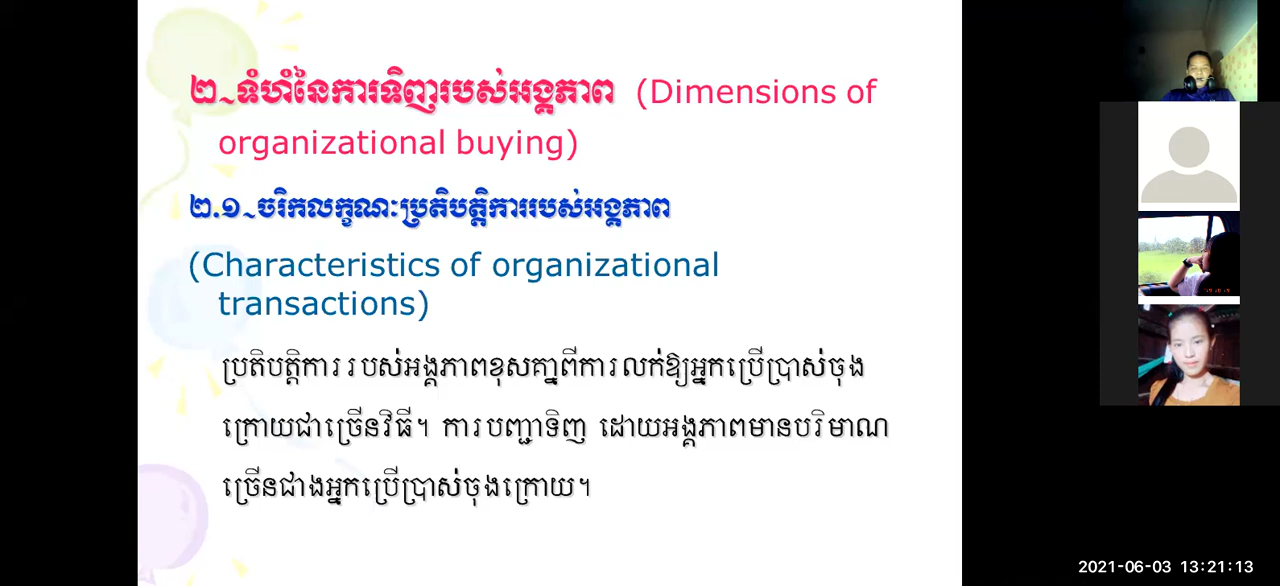 ២~ទំហំនៃការទិញរបស់អង្គភាព (Dimensions of
organizational buying)
២.១~ចរិកលក្ខណៈប្រតិបត្តិការរបស់អង្គភាព
(Characteristics of organizational
transactions)
ប្រតិបត្តិការរបស់អង្គភាពខុសគ្នាពីការលក់ឱ្យអ្នកប្រើប្រាស់ចុង
ក្រោយជាច្រើនវិធី។ ការបញ្ជាទិញ ដោយអង្គភាពមានបរិមាណ
ច្រើនជាងអ្នកប្រើប្រាស់ចុងក្រោយ។
2021-06-03 13:21:13